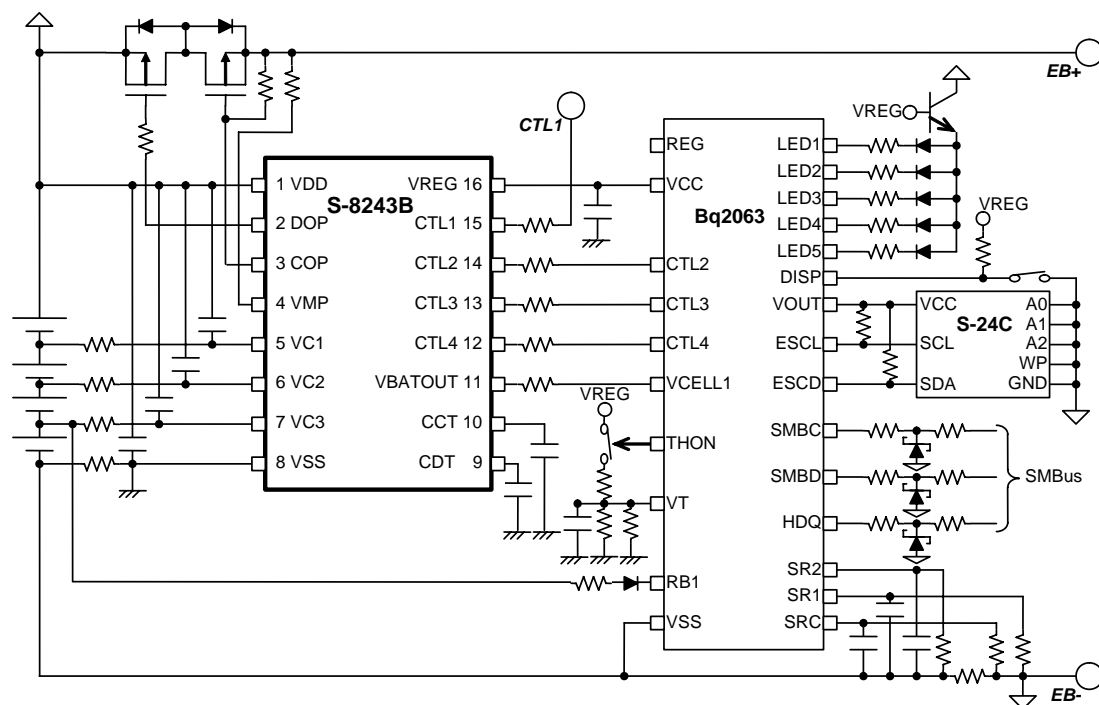 EB+
CTL1
VREG
S-8243B
1 VDD
2 DOP
3 COP
4 VMP
5 VC1
6 VC2
7 VC3
8 VSS
VREG 16
CTL1 15
CTL2 14
CTL3 13
CTL4 12
VBATOUT 11
CCT 10
CDT 9
Bq2063
REG
VCC
CTL2
CTL3
CTL4
VCELL1
VREG
THON
VT
RB1
VSS
LED1
LED2
LED3
LED4
LED5
DISP
VOUT
ESCL
ESCD
SMBC
SMBD
HDQ
SR2
SR1
SRC
VREG
S-24C
VCC
SCL
SDA
A0
A1
A2
WP
GND
SMBus
EB-